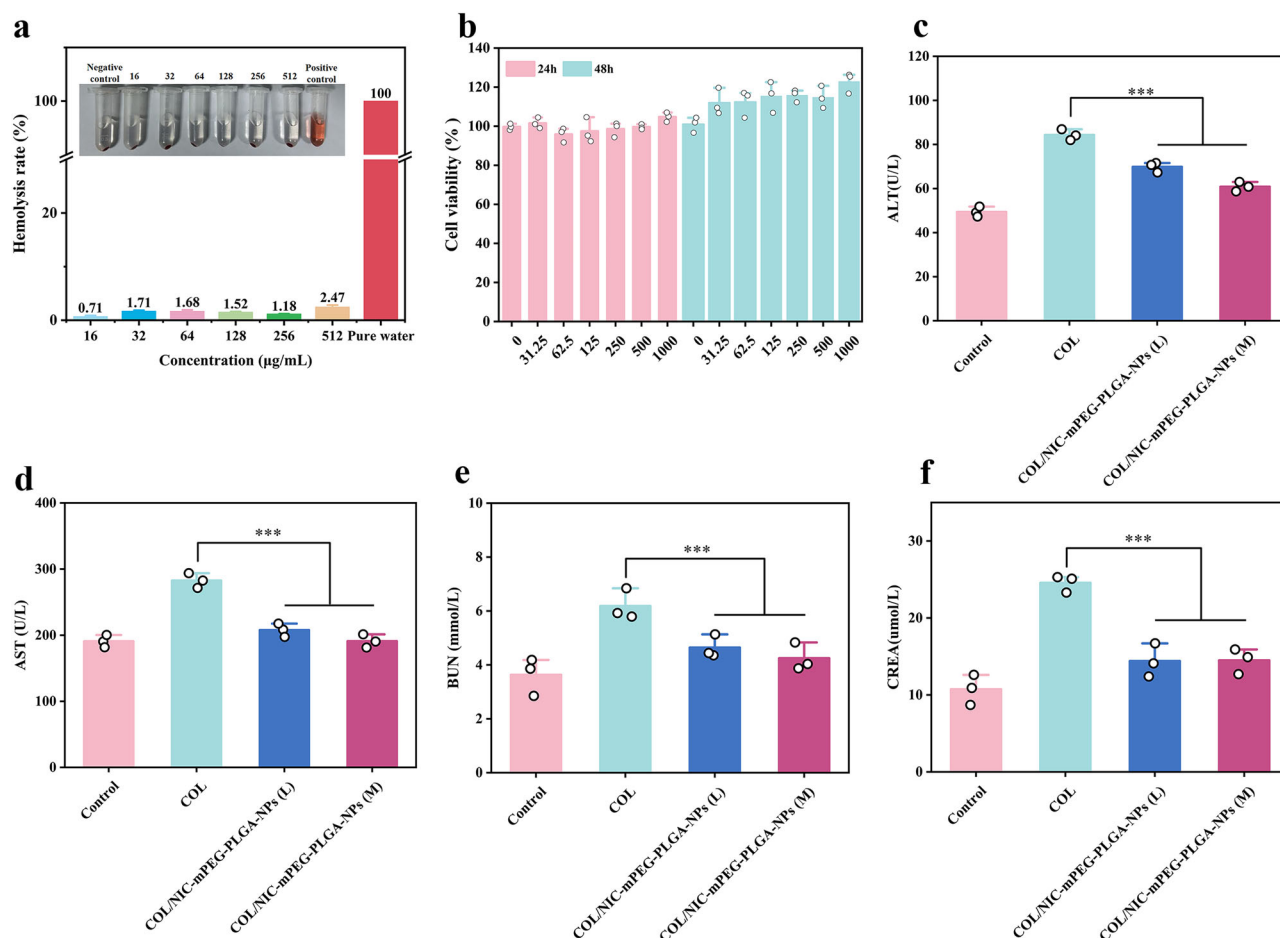 a
Hemolysis rate (%)
100
20
0
Negative control
16
32
64
128
256
512
Positive control
0.71
1.71
1.68
1.52
1.18
2.47
100
16
32
64
128
256
512
Pure water
Concentration (μg/mL)
b
Cell viability (% )
140
120
100
80
60
40
20
0
24h
48h
0
31.25
62.5
125
250
500
1000
0
31.25
62.5
125
250
500
1000
c
ALT(U/L)
120
100
80
60
40
20
0
***
Control
COL
COL/NIC-mPEG-PLGA-NPs (L)
COL/NIC-mPEG-PLGA-NPs (M)
d
AST (U/L)
400
300
200
100
0
***
Control
COL
COL/NIC-mPEG-PLGA-NPs (L)
COL/NIC-mPEG-PLGA-NPs (M)
e
BUN (mmol/L)
10
8
6
4
2
0
***
Control
COL
COL/NIC-mPEG-PLGA-NPs (L)
COL/NIC-mPEG-PLGA-NPs (M)
f
CREA(umol/L)
30
20
10
0
***
Control
COL
COL/NIC-mPEG-PLGA-NPs (L)
COL/NIC-mPEG-PLGA-NPs (M)